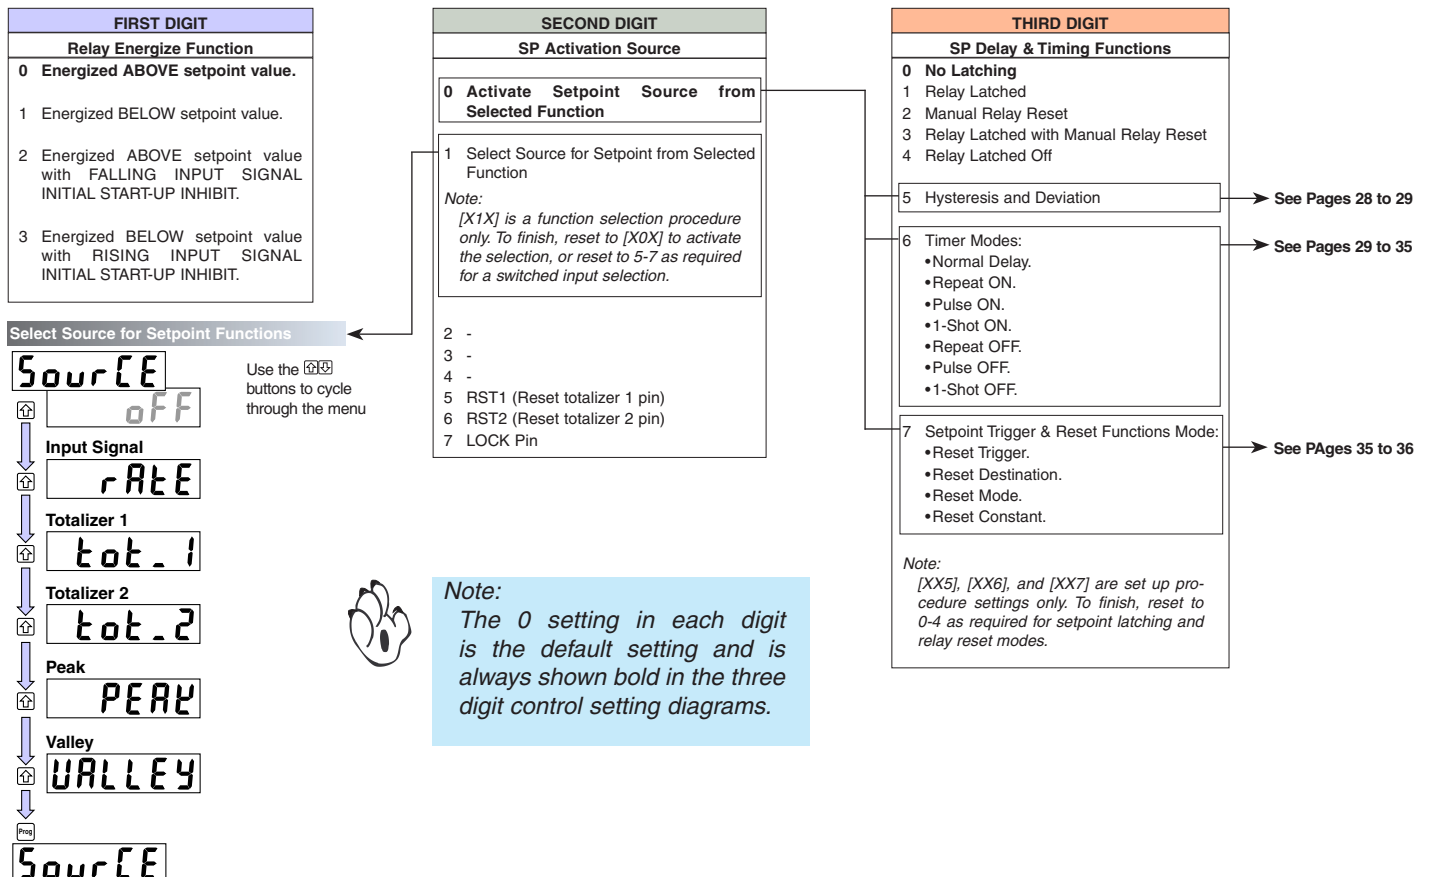 FIRST DIGIT
Relay Energize Function
0 Energized ABOVE setpoint value.
1 Energized BELOW setpoint value.
2 Energized ABOVE setpoint value
with FALLING INPUT SIGNAL
INITIAL START-UP INHIBIT.
3 Energized BELOW setpoint value
with RISING INPUT SIGNAL
INITIAL START-UP INHIBIT.
SECOND DIGIT
SP Activation Source
0 Activate Setpoint Source from
Selected Function
1 Select Source for Setpoint from Selected
Function
Note:
[X1X] is a function selection procedure
only. To finish, reset to [X0X] to activate
the selection, or reset to 5-7 as required
for a switched input selection.
2 -
3 -
4 -
5 RST1 (Reset totalizer 1 pin)
6 RST2 (Reset totalizer 2 pin)
7 LOCK Pin
THIRD DIGIT
SP Delay & Timing Functions
0 No Latching
1 Relay Latched
2 Manual Relay Reset
3 Relay Latched with Manual Relay Reset
4 Relay Latched Off
5 Hysteresis and Deviation
See Pages 28 to 29
6 Timer Modes:
•Normal Delay.
•Repeat ON.
•Pulse ON.
•1-Shot ON.
•Repeat OFF.
•Pulse OFF.
•1-Shot OFF.
See Pages 29 to 35
7 Setpoint Trigger & Reset Functions Mode:
•Reset Trigger.
•Reset Destination.
•Reset Mode.
•Reset Constant.
See PAges 35 to 36
Note:
[XX5], [XX6], and [XX7] are set up pro-
cedure settings only. To finish, reset to
0-4 as required for setpoint latching and
relay reset modes.
Select Source for Setpoint Functions
SourCE
oFF
Use the
buttons to cycle
through the menu
Input Signal
rAtE
Totalizer 1
tot_1
Totalizer 2
tot_2
Peak
PEAK
Valley
VALLEY
Prog
SourCE
Note:
The 0 setting in each digit
is the default setting and is
always shown bold in the three
digit control setting diagrams.